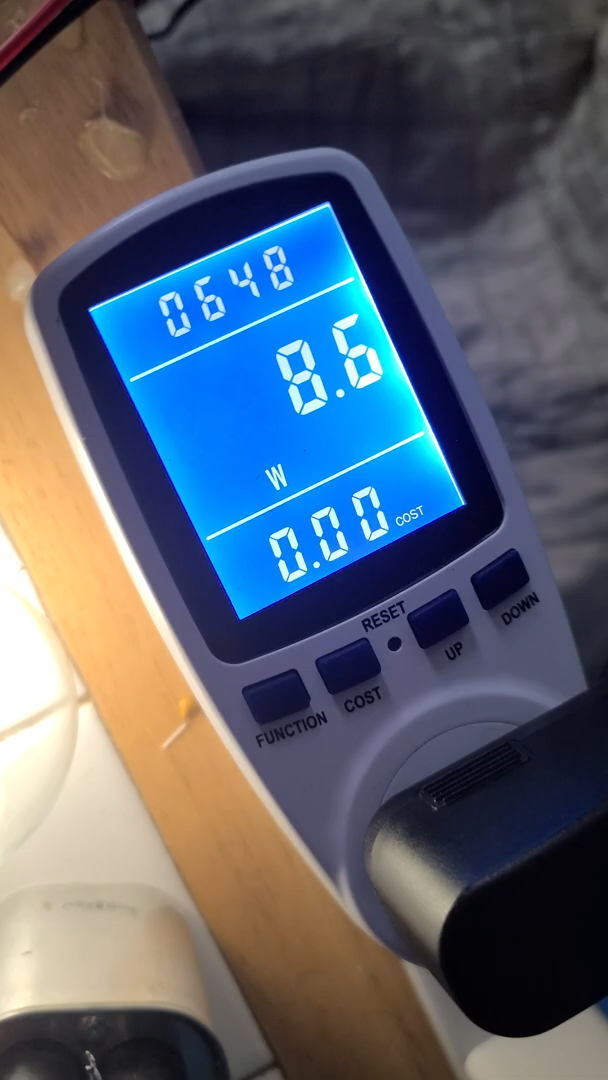 0648
8.6
W
0.00 COST
RESET
FUNCTION COST UP DOWN